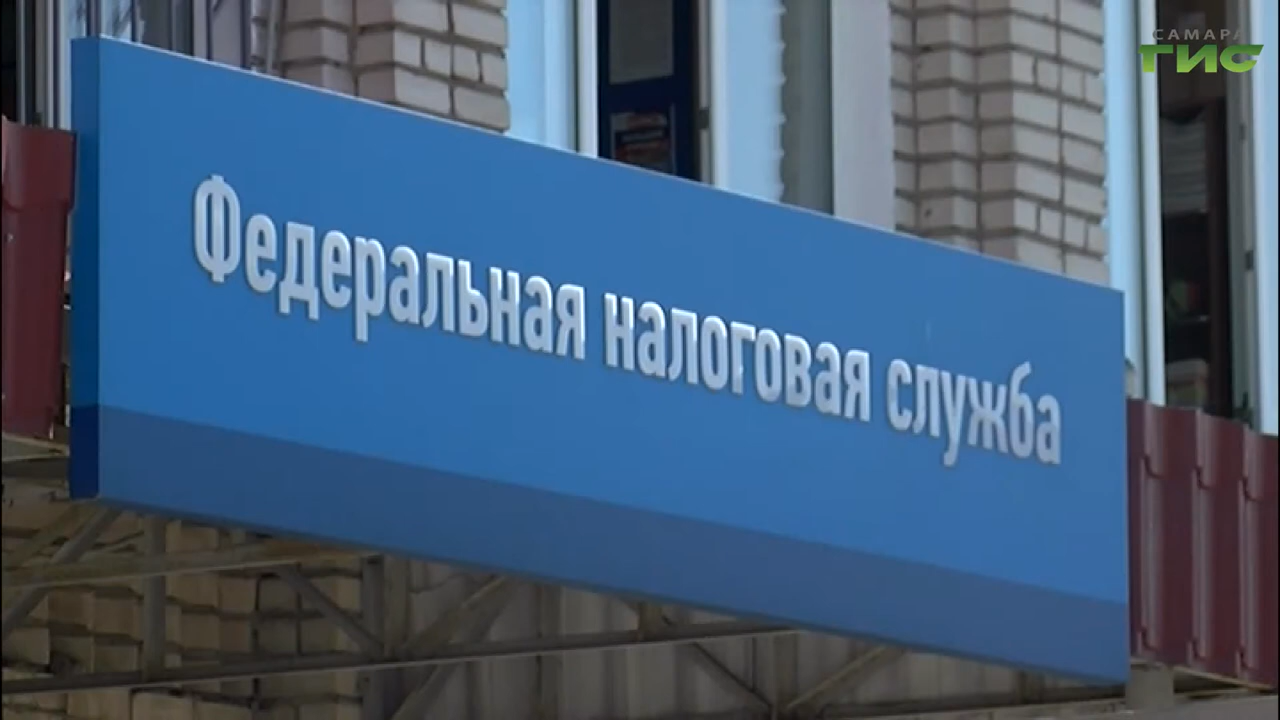 САМАРА
ГИС
Федеральная налоговая служба